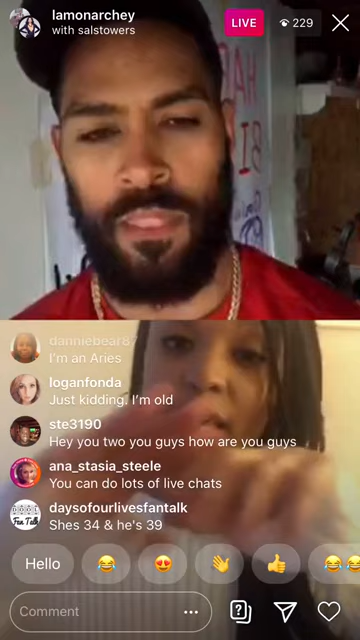 lamonarchey
LIVE
229
with salstowers
danniebear87
I'm an Aries
loganfonda
Just kidding. I'm old
ste3190
Hey you two you guys how are you guys
ana_stasia_steele
You can do lots of live chats
daysofourlivesfantalk
Shes 34 & he's 39
Hello
Comment